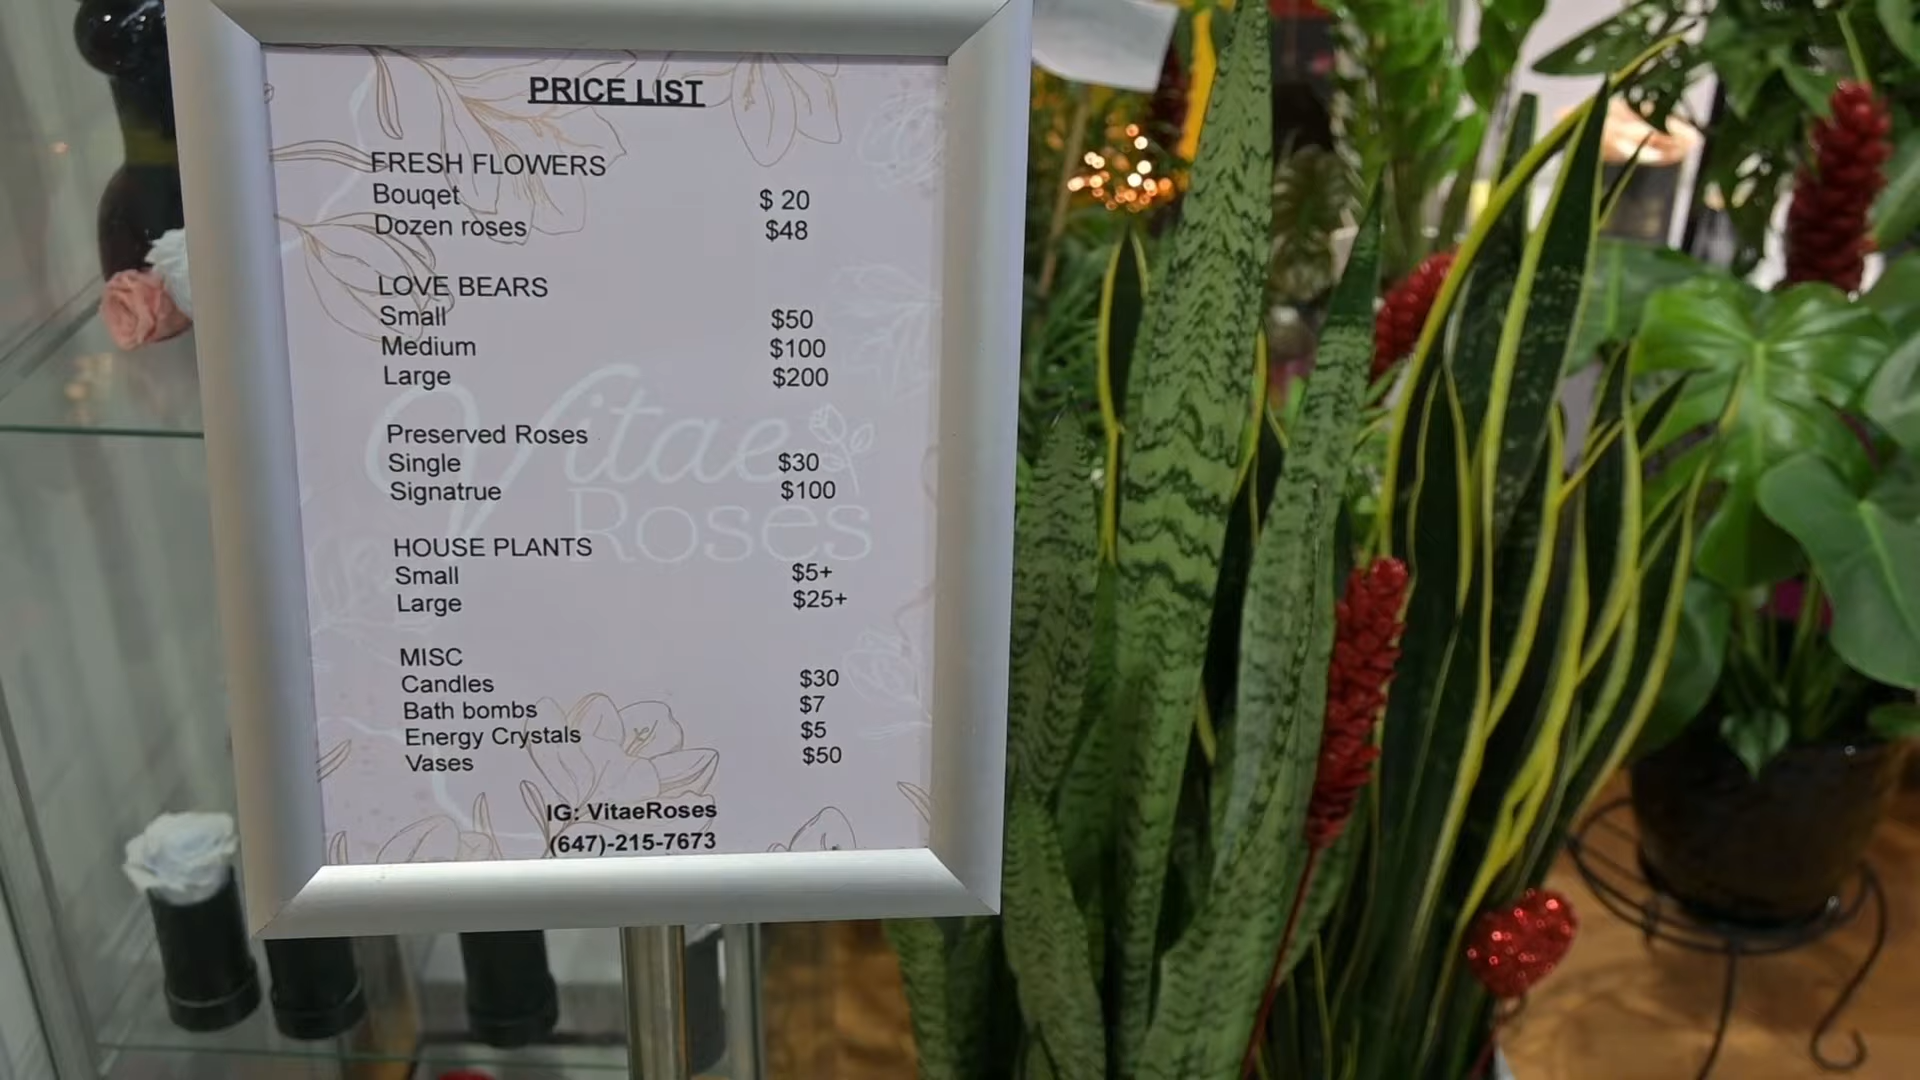 PRICE LIST
FRESH FLOWERS
Bouqet $ 20
Dozen roses $48
LOVE BEARS
Small $50
Medium $100
Large $200
Preserved Roses
Single $30
Signatrue $100
HOUSE PLANTS
Small $5+
Large $25+
MISC
Candles $30
Bath bombs $7
Energy Crystals $5
Vases $50
IG: VitaeRoses
(647)-215-7673
Vitae
Roses